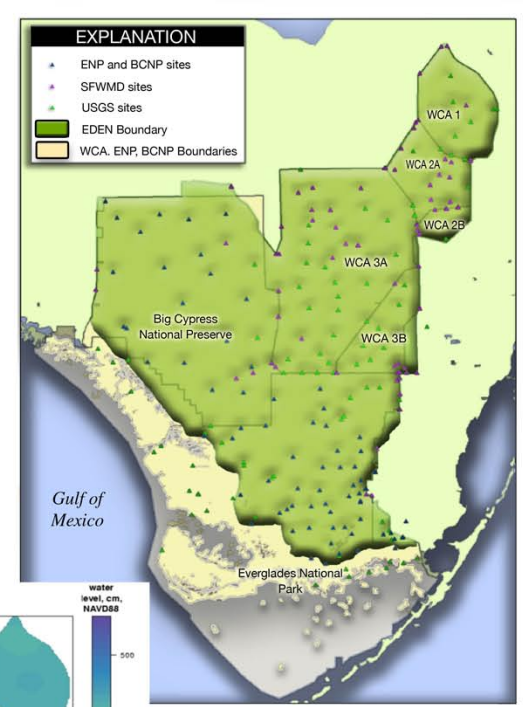 EXPLANATION
ENP and BCNP sites
SFWMD sites
USGS sites
EDEN Boundary
WCA. ENP, BCNP Boundaries
WCA 1
WCA 2A
WCA 2B
WCA 3A
Big Cypress
National Preserve
WCA 3B
Gulf of
Mexico
Everglades National
Park
water
level, cm,
NAVD88
500